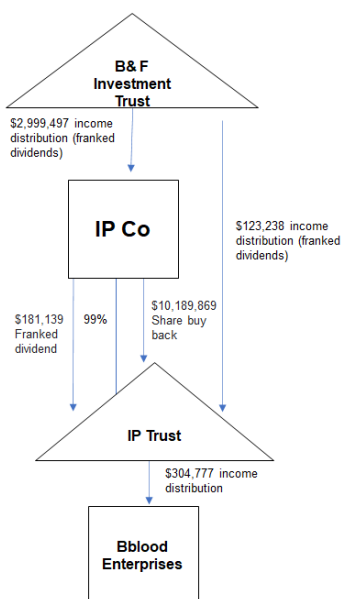 B&F
Investment
Trust
$2,999,497 income
distribution (franked
dividends)
IP Co
$123,238 income
distribution (franked
dividends)
$181,139
Franked
dividend
99%
$10,189,869
Share buy
back
IP Trust
$304,777 income
distribution
Bblood
Enterprises